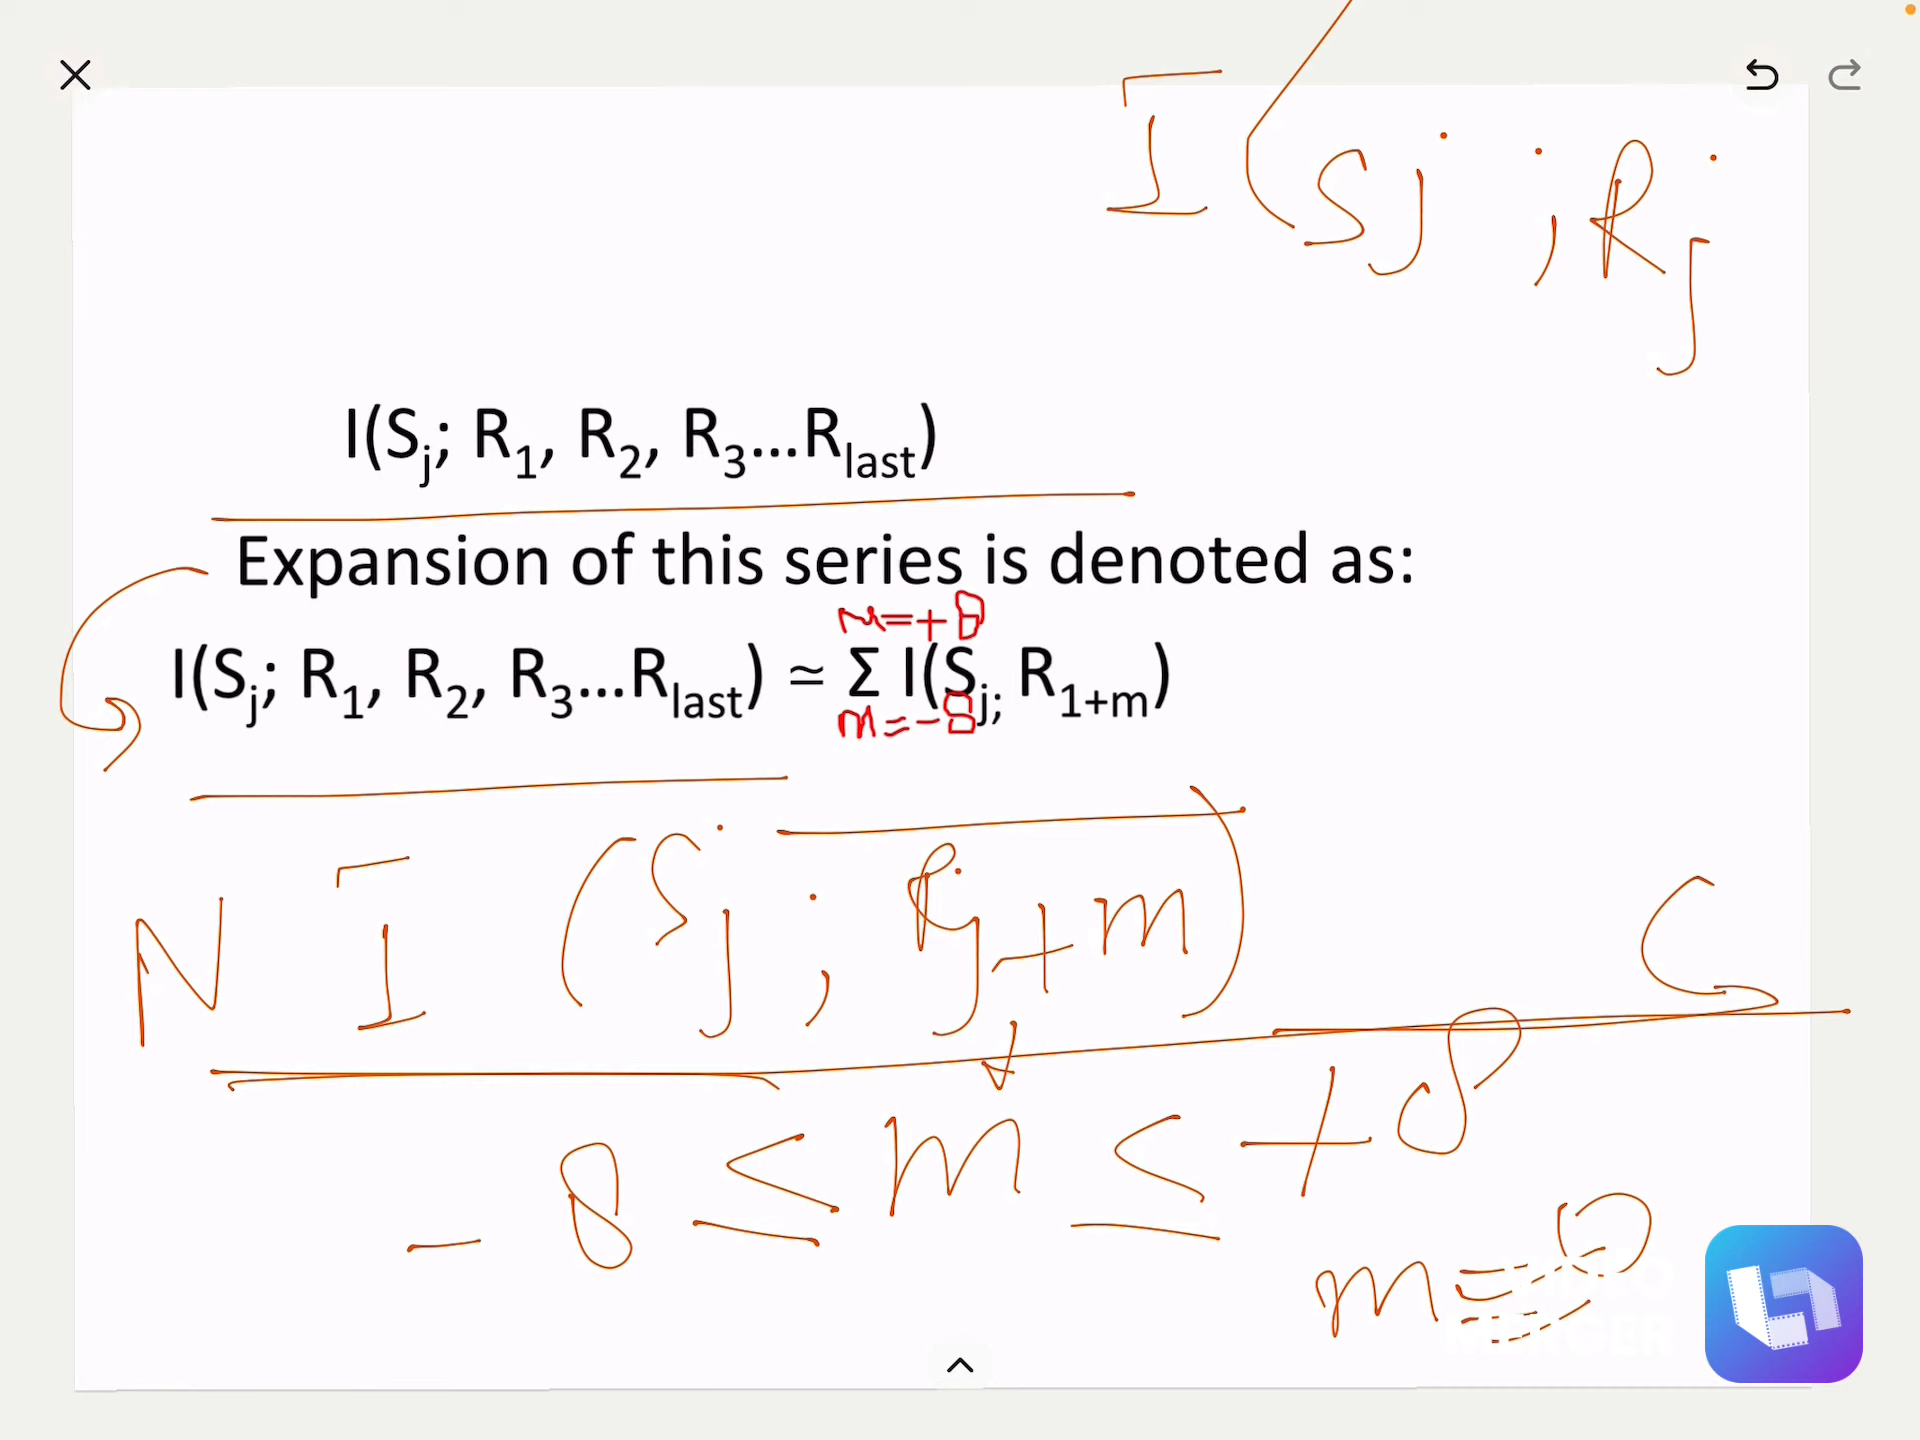 I(Sj ; Rj
I(Sj; R1, R2, R3...Rlast)
Expansion of this series is denoted as:
m=+8
I(Sj; R1, R2, R3...Rlast) ≃ Σ I(Sj; R1+m)
m=-8
N I (Sj ; Rj+m) C
-8 ≤ m ≤ +8
m=0